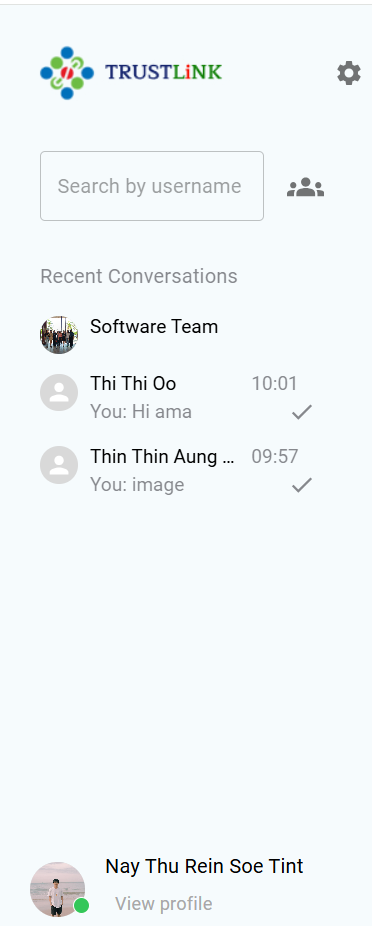 TRUSTLiNK
Search by username
Recent Conversations
Software Team
Thi Thi Oo 10:01
You: Hi ama
Thin Thin Aung ... 09:57
You: image
Nay Thu Rein Soe Tint
View profile